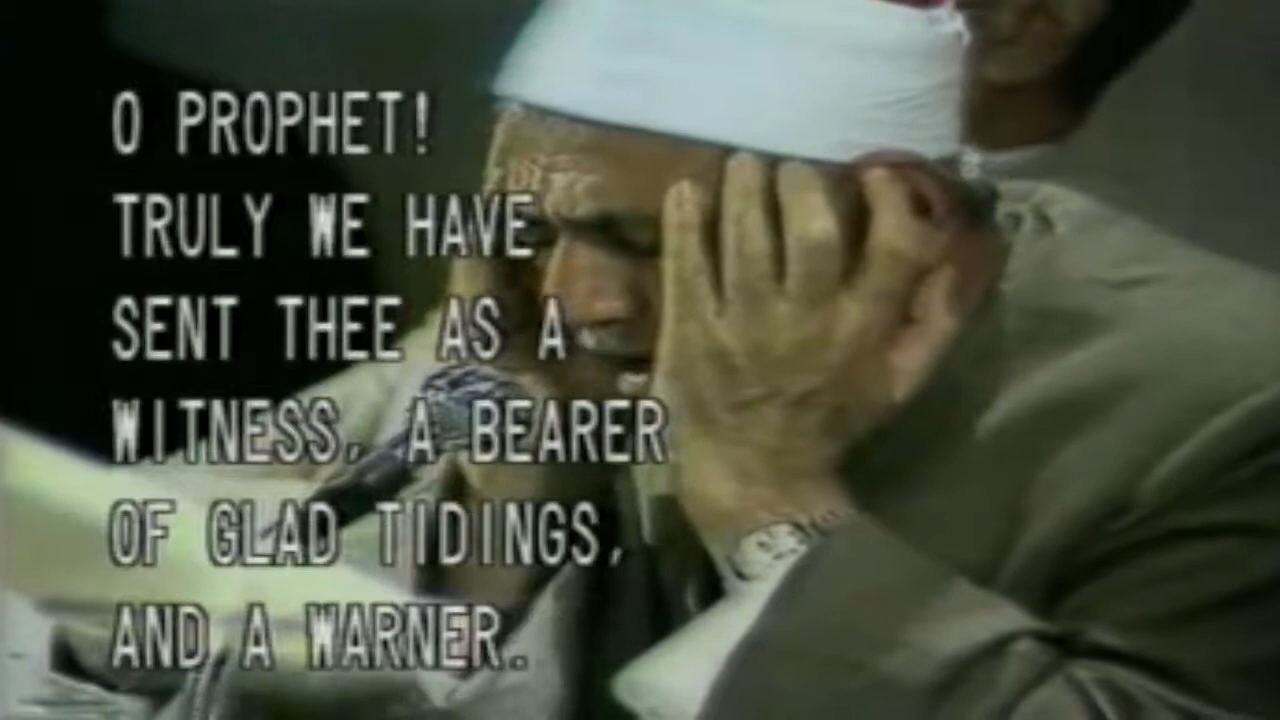 O PROPHET!
TRULY WE HAVE
SENT THEE AS A
WITNESS, A BEARER
OF GLAD TIDINGS,
AND A WARNER.